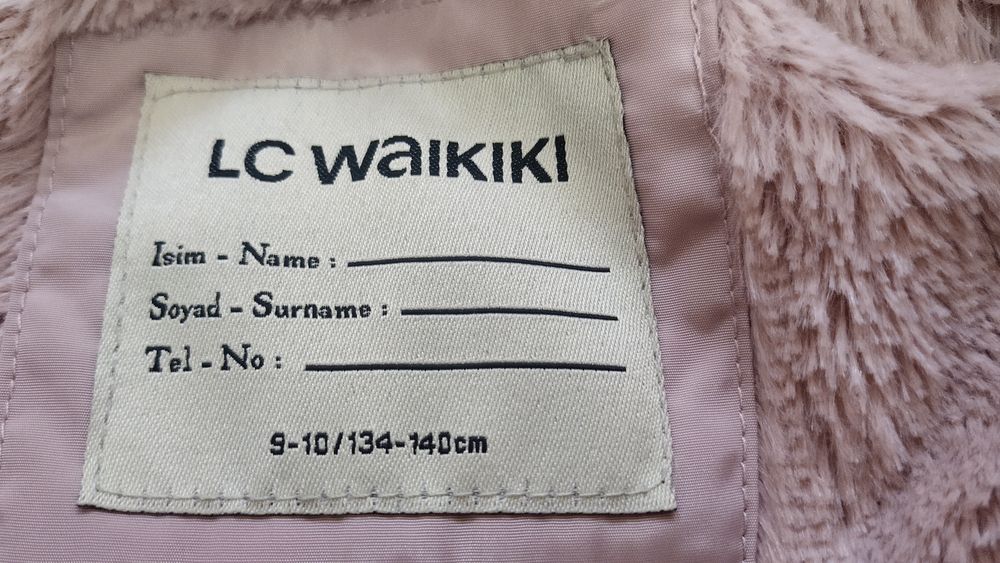 LC WAIKIKI
Isim - Name :
Soyad - Surname :
Tel - No :
9-10/134-140cm